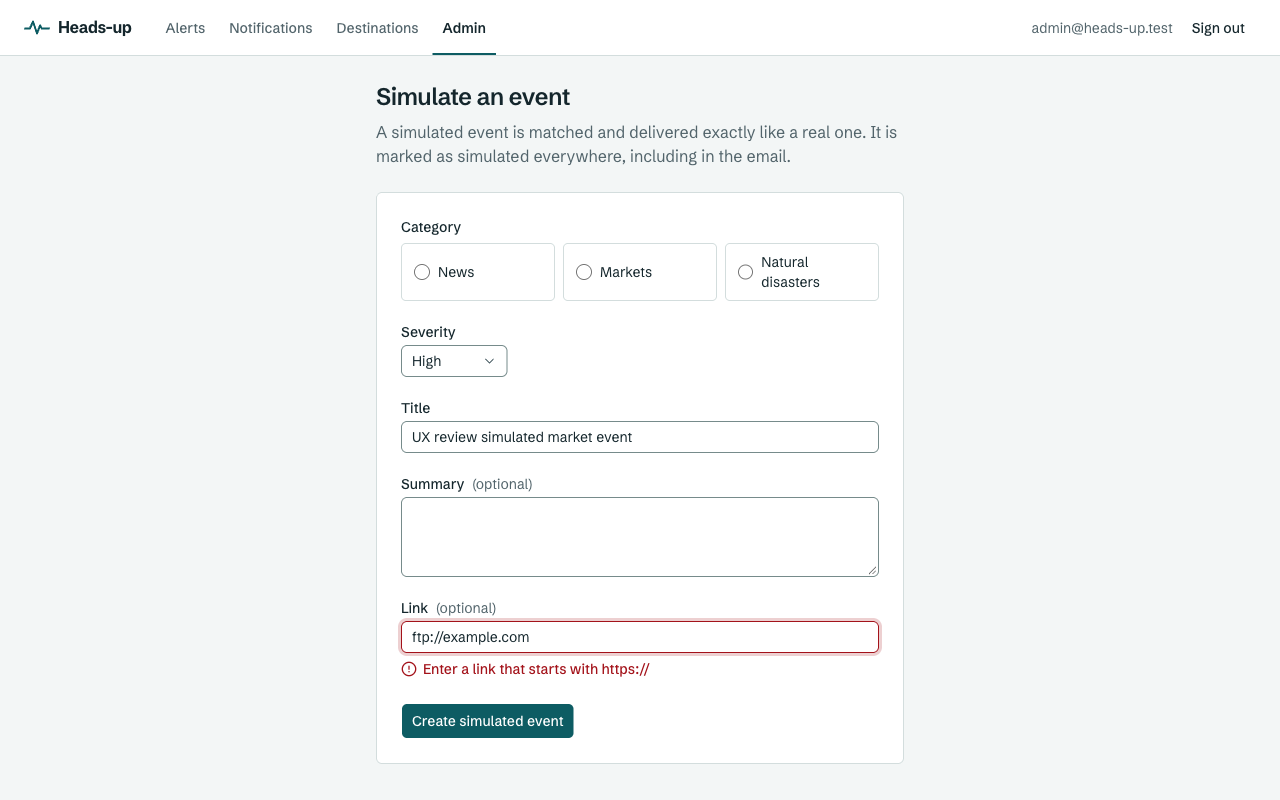 Heads-up Alerts Notifications Destinations Admin admin@heads-up.test Sign out
Simulate an event
A simulated event is matched and delivered exactly like a real one. It is
marked as simulated everywhere, including in the email.
Category
News
Markets
Natural
disasters
Severity
High
Title
UX review simulated market event
Summary (optional)
Link (optional)
ftp://example.com
Enter a link that starts with https://
Create simulated event